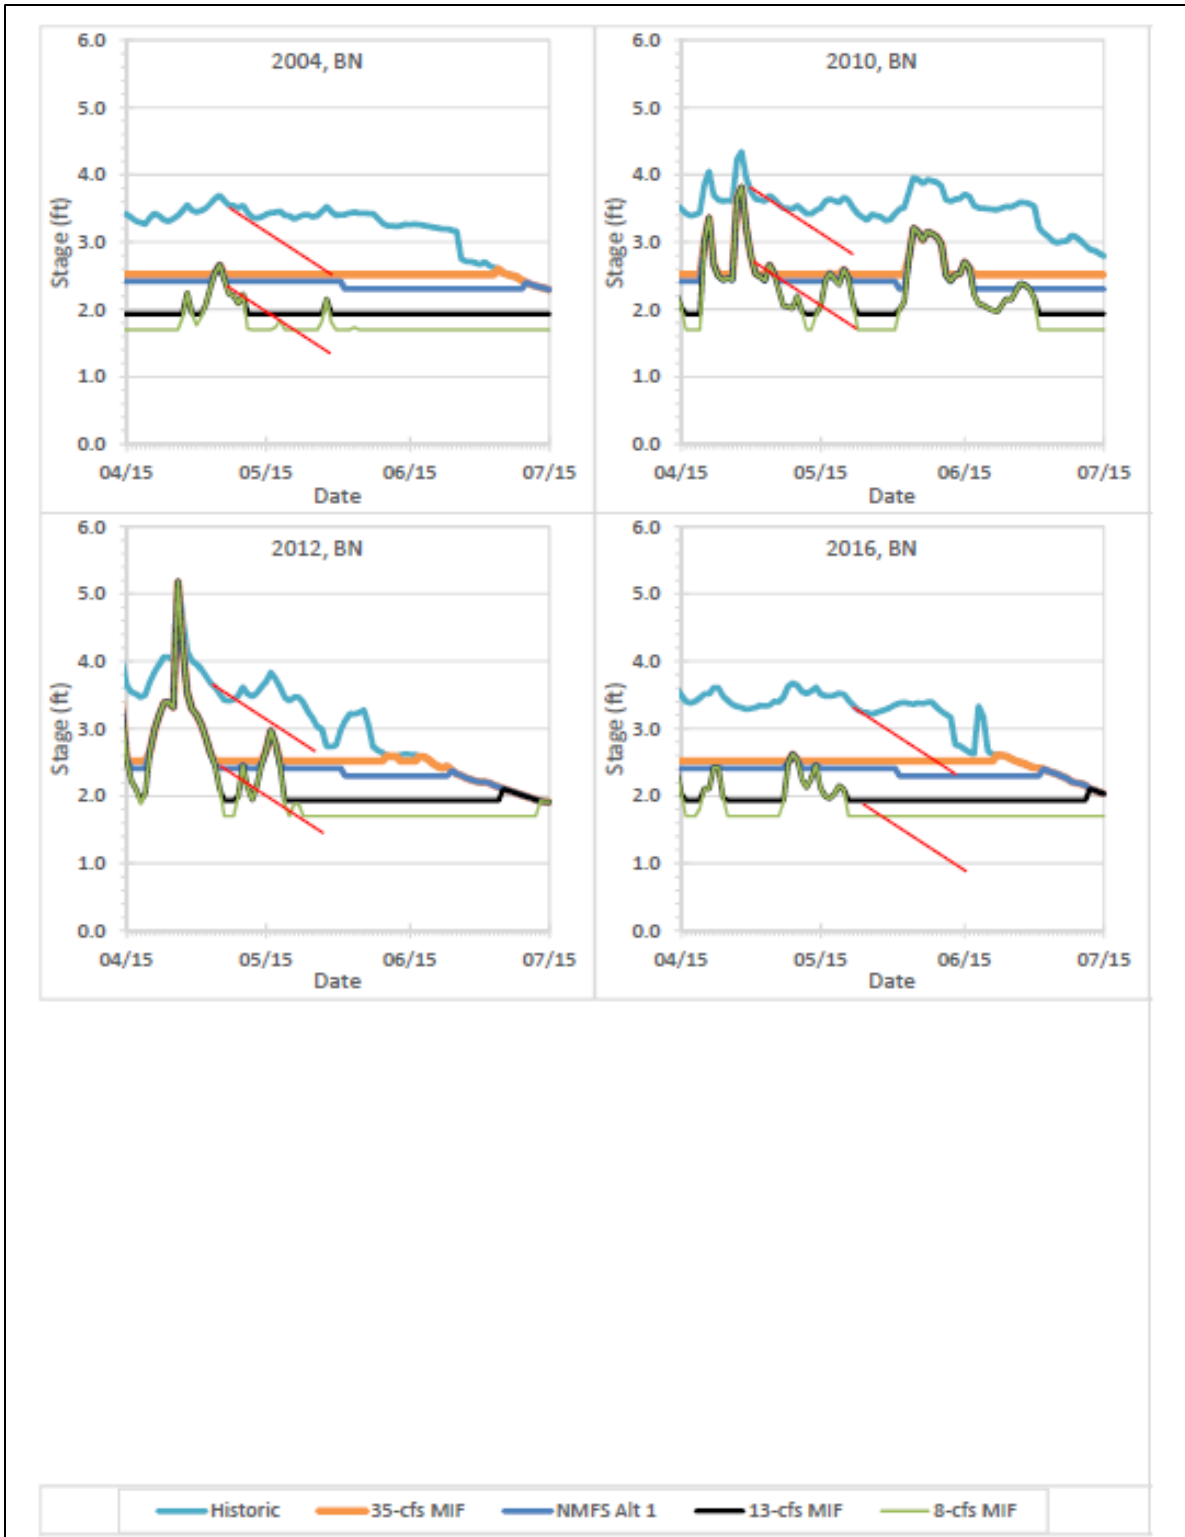 2004, BN
6.0
5.0
4.0
3.0
2.0
1.0
0.0
Stage (ft)
04/15 05/15 06/15 07/15
Date
2010, BN
6.0
5.0
4.0
3.0
2.0
1.0
0.0
Stage (ft)
04/15 05/15 06/15 07/15
Date
2012, BN
6.0
5.0
4.0
3.0
2.0
1.0
0.0
Stage (ft)
04/15 05/15 06/15 07/15
Date
2016, BN
6.0
5.0
4.0
3.0
2.0
1.0
0.0
Stage (ft)
04/15 05/15 06/15 07/15
Date
Historic 35-cfs MIF NMFS Alt 1 13-cfs MIF 8-cfs MIF